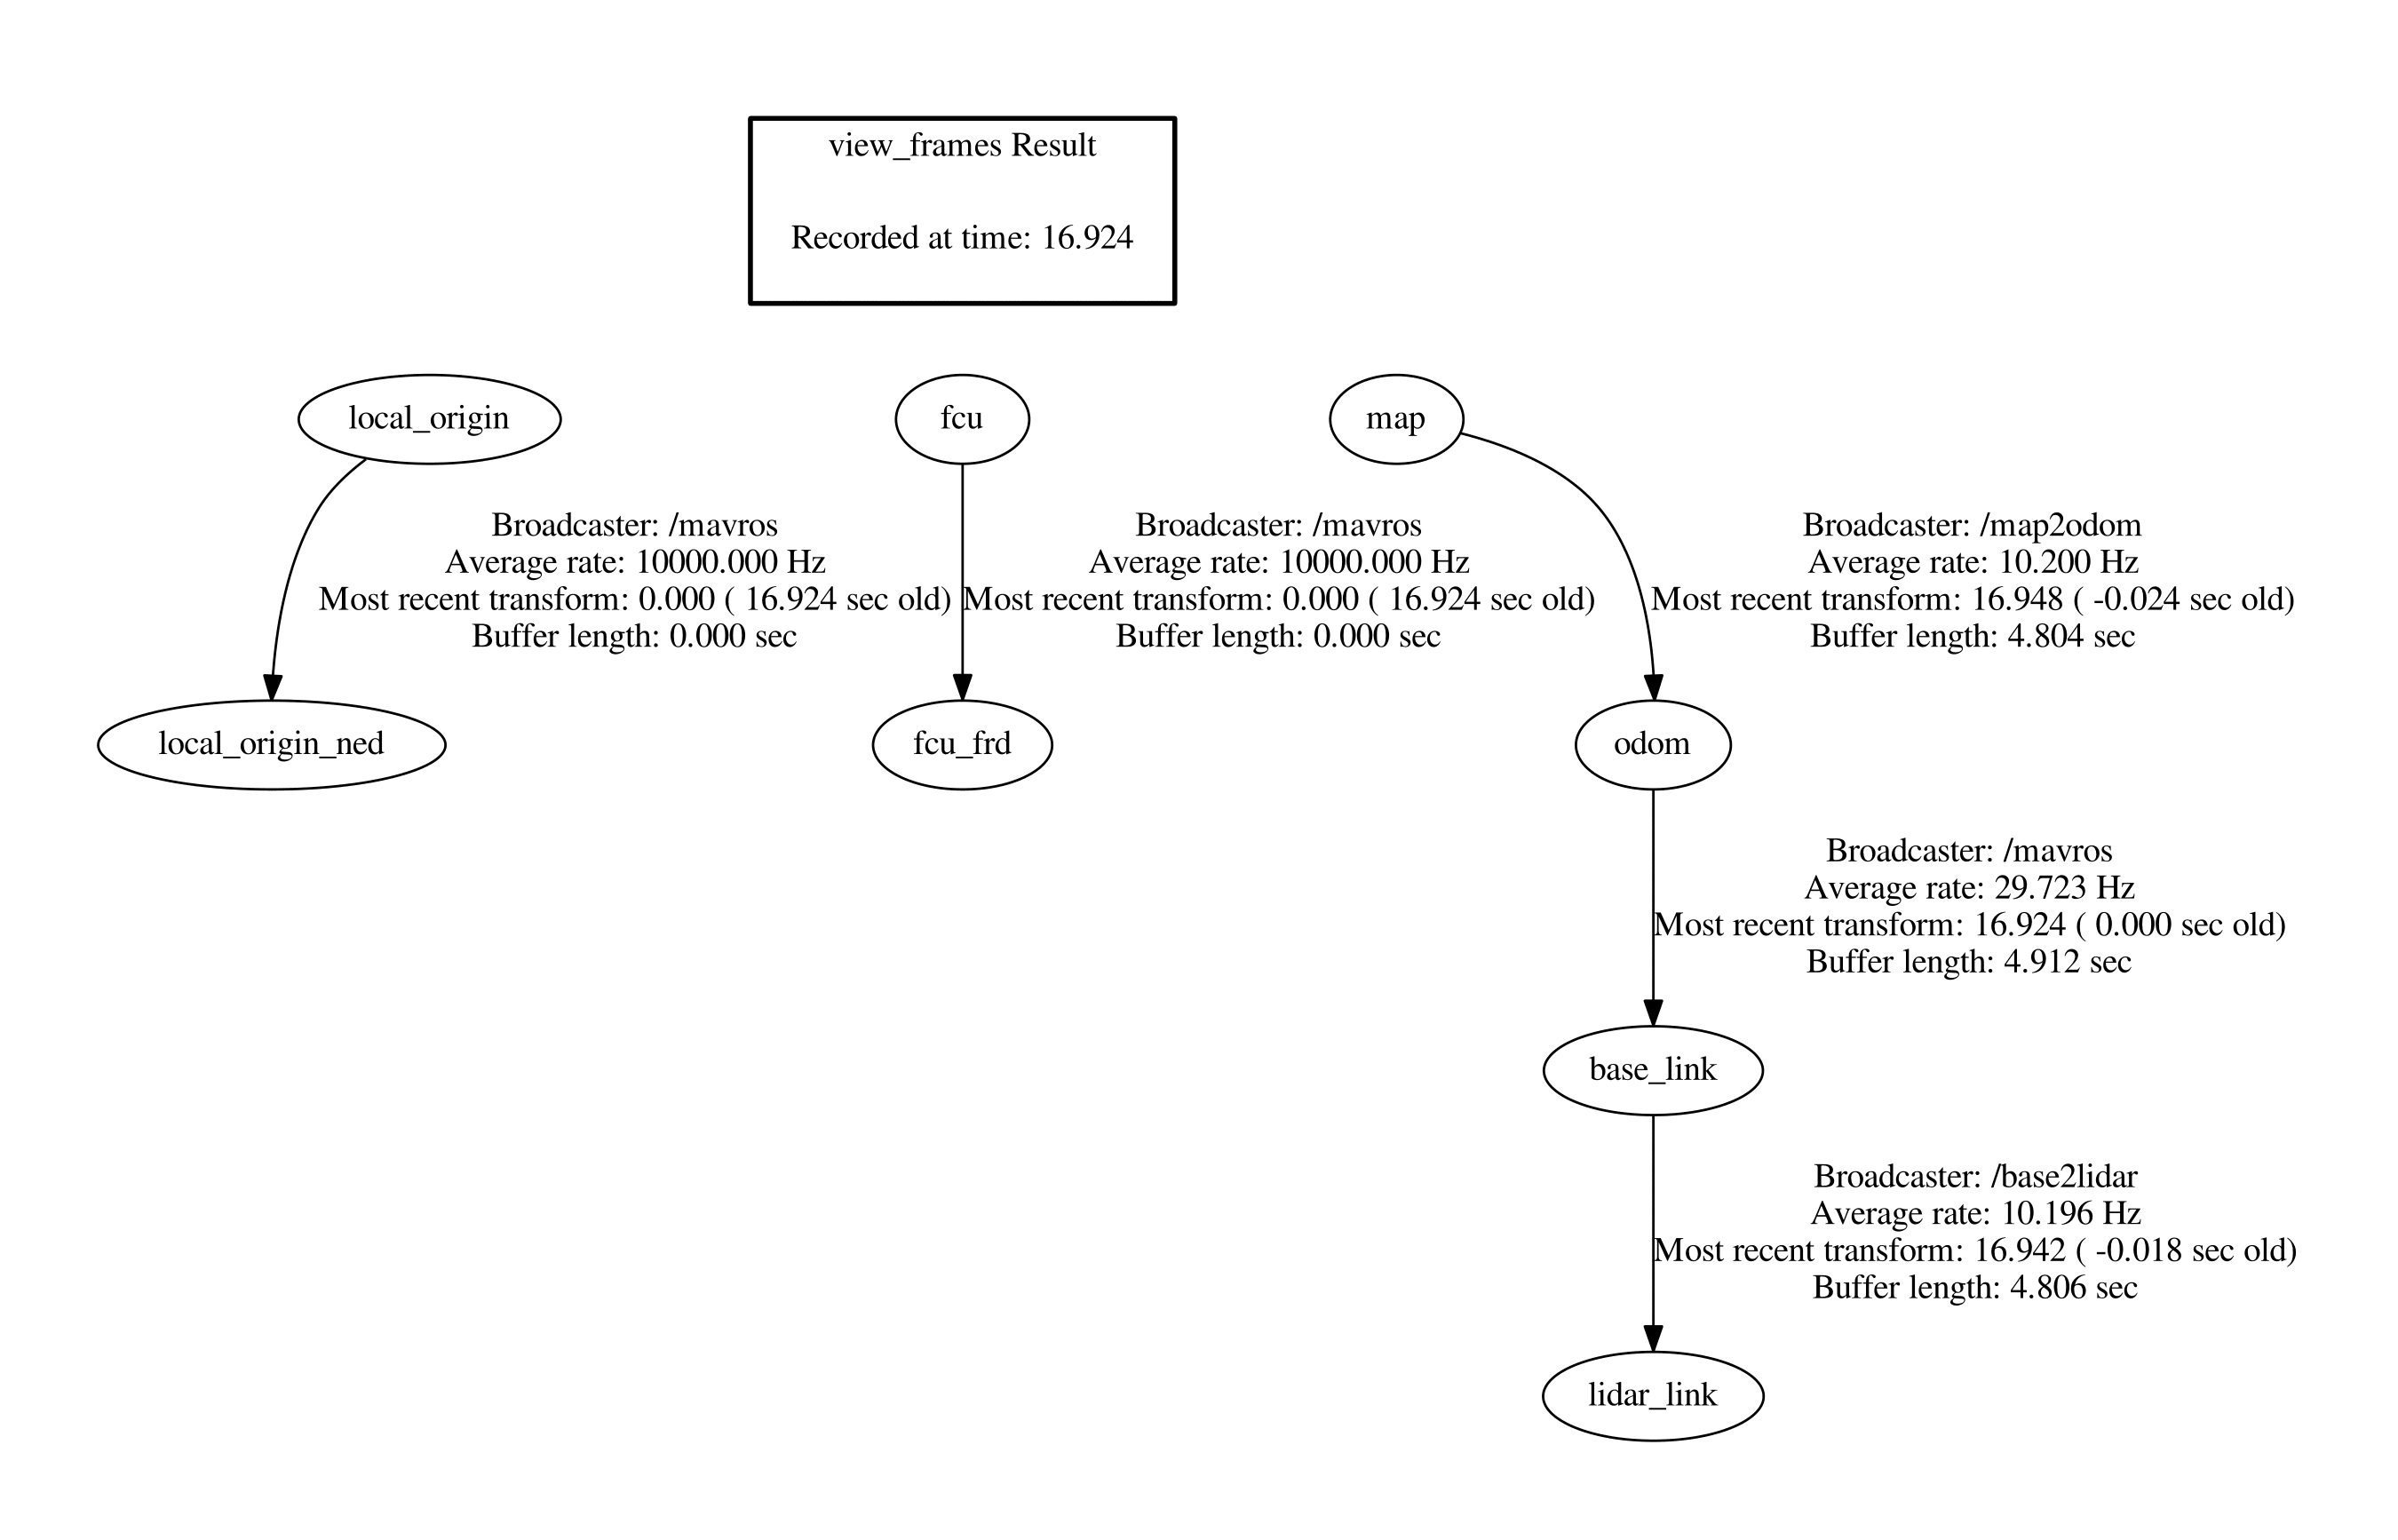 view_frames Result
Recorded at time: 16.924
local_origin
fcu
map
Broadcaster: /mavros
Average rate: 10000.000 Hz
Most recent transform: 0.000 ( 16.924 sec old)
Buffer length: 0.000 sec
Broadcaster: /mavros
Average rate: 10000.000 Hz
Most recent transform: 0.000 ( 16.924 sec old)
Buffer length: 0.000 sec
Broadcaster: /map2odom
Average rate: 10.200 Hz
Most recent transform: 16.948 ( -0.024 sec old)
Buffer length: 4.804 sec
local_origin_ned
fcu_frd
odom
Broadcaster: /mavros
Average rate: 29.723 Hz
Most recent transform: 16.924 ( 0.000 sec old)
Buffer length: 4.912 sec
base_link
Broadcaster: /base2lidar
Average rate: 10.196 Hz
Most recent transform: 16.942 ( -0.018 sec old)
Buffer length: 4.806 sec
lidar_link